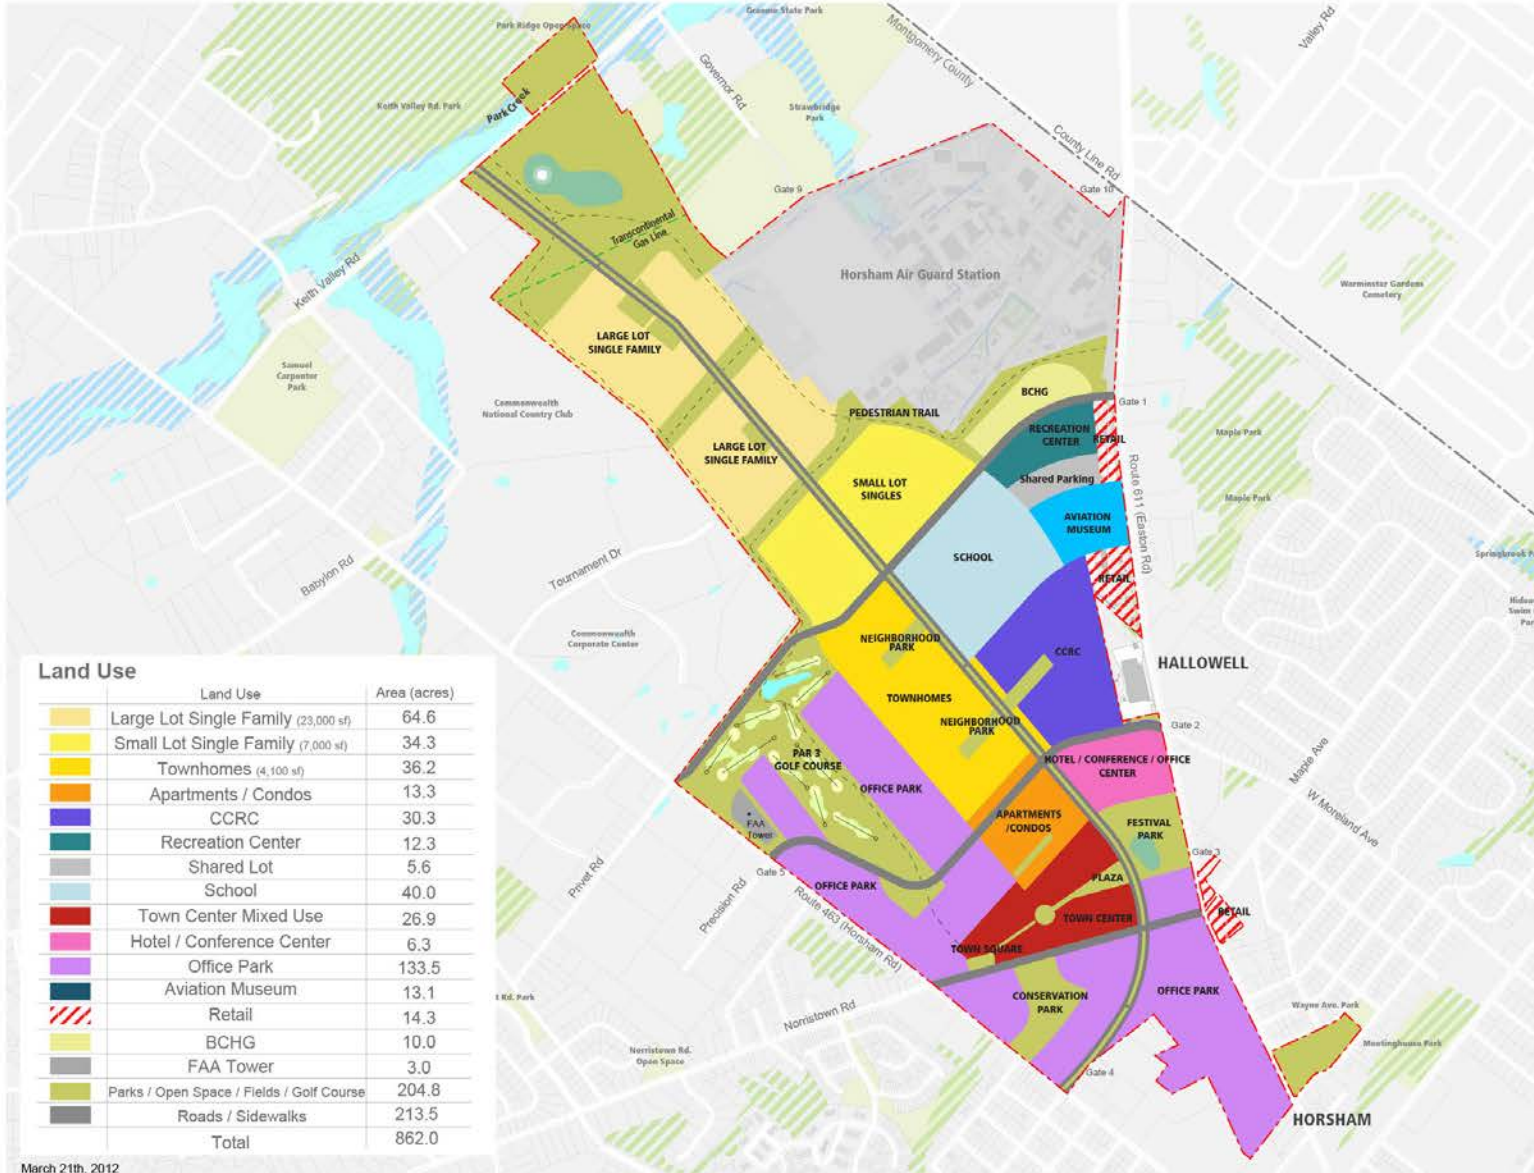 Graeme State Park
Park Ridge Open Space
Montgomery County
Valley Rd
Governor Rd
Keith Valley Rd. Park
Park Creek
Strawbridge
Park
County Line Rd
Gate 9
Gate 10
Transcontinental
Gas Line
Keith Valley Rd
Horsham Air Guard Station
Warminster Gardens
Cemetery
LARGE LOT
SINGLE FAMILY
Samuel
Carpenter
Park
Commonwealth
National Country Club
PEDESTRIAN TRAIL
BCHG
Gate 1
RECREATION
CENTER
RETAIL
Maple Park
LARGE LOT
SINGLE FAMILY
SMALL LOT
SINGLES
Shared Parking
Route 611 (Easton Rd)
Maple Park
AVIATION
MUSEUM
SCHOOL
Tournament Dr
Babylon Rd
RETAIL
Commonwealth
Corporate Center
NEIGHBORHOOD
PARK
CCRC
HALLOWELL
TOWNHOMES
NEIGHBORHOOD
PARK
Gate 2
PAR 3
GOLF COURSE
HOTEL / CONFERENCE / OFFICE
CENTER
Maple Ave
OFFICE PARK
W Moreland Ave
FAA
Tower
APARTMENTS
/CONDOS
FESTIVAL
PARK
Gate 3
Privet Rd
Gate 5
Precision Rd
OFFICE PARK
PLAZA
Route 463 (Horsham Rd)
TOWN CENTER
RETAIL
TOWN SQUARE
CONSERVATION
PARK
OFFICE PARK
Norristown Rd
Wayne Ave. Park
Norristown Rd.
Open Space
Meetinghouse Park
Gate 4
HORSHAM
Land Use
Land Use Area (acres)
Large Lot Single Family (23,000 sf) 64.6
Small Lot Single Family (7,000 sf) 34.3
Townhomes (4,100 sf) 36.2
Apartments / Condos 13.3
CCRC 30.3
Recreation Center 12.3
Shared Lot 5.6
School 40.0
Town Center Mixed Use 26.9
Hotel / Conference Center 6.3
Office Park 133.5
Aviation Museum 13.1
Retail 14.3
BCHG 10.0
FAA Tower 3.0
Parks / Open Space / Fields / Golf Course 204.8
Roads / Sidewalks 213.5
Total 862.0
March 21th, 2012